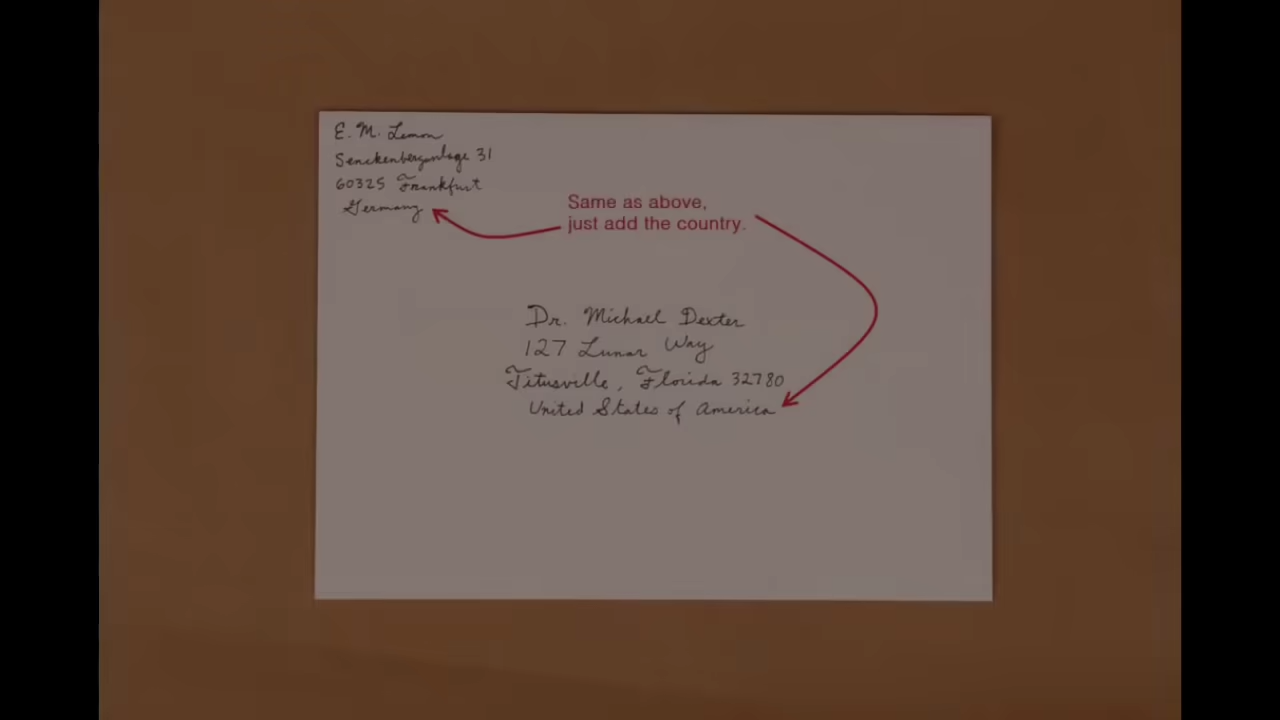 E. M. Lemon
Senckenberganlage 31
60325 Frankfurt
Germany
Same as above,
just add the country.
Dr. Michael Dexter
127 Lunar Way
Titusville, Florida 32780
United States of America